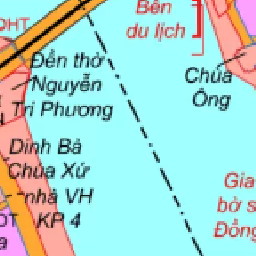 ĐHT
Bến
du lịch
Đền thờ
Nguyễn
Tri Phương
Chùa
Ông
Dinh Bà
Chúa Xứ
nhà VH
KP 4
Gia
bờ s
Đồng